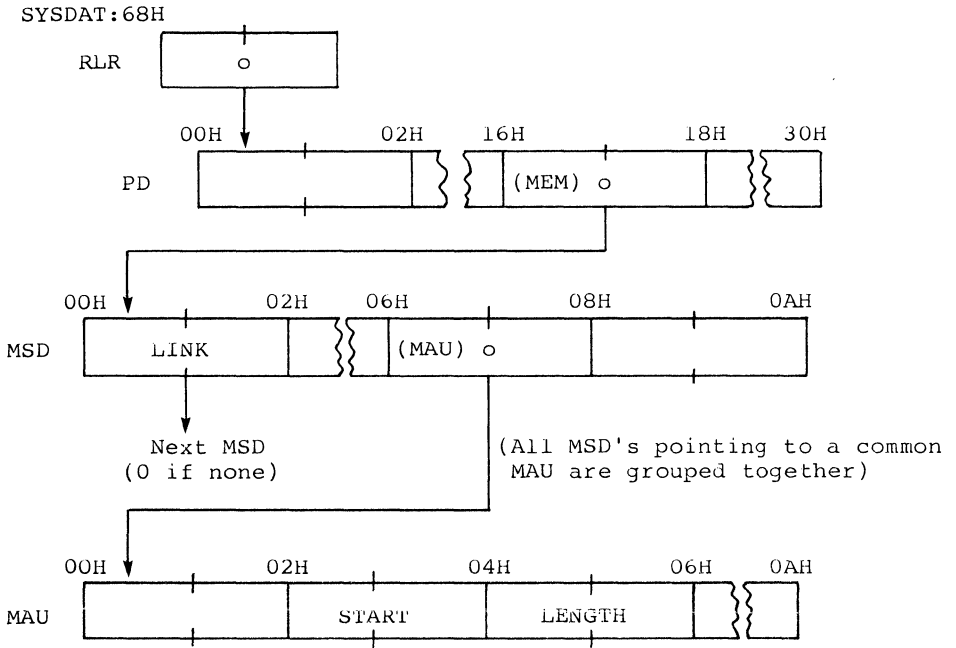 SYSDAT:68H
RLR
00H 02H 16H 18H 30H
PD (MEM)
00H 02H 06H 08H 0AH
MSD LINK (MAU)
Next MSD (All MSD's pointing to a common
(0 if none) MAU are grouped together)
00H 02H 04H 06H 0AH
MAU START LENGTH